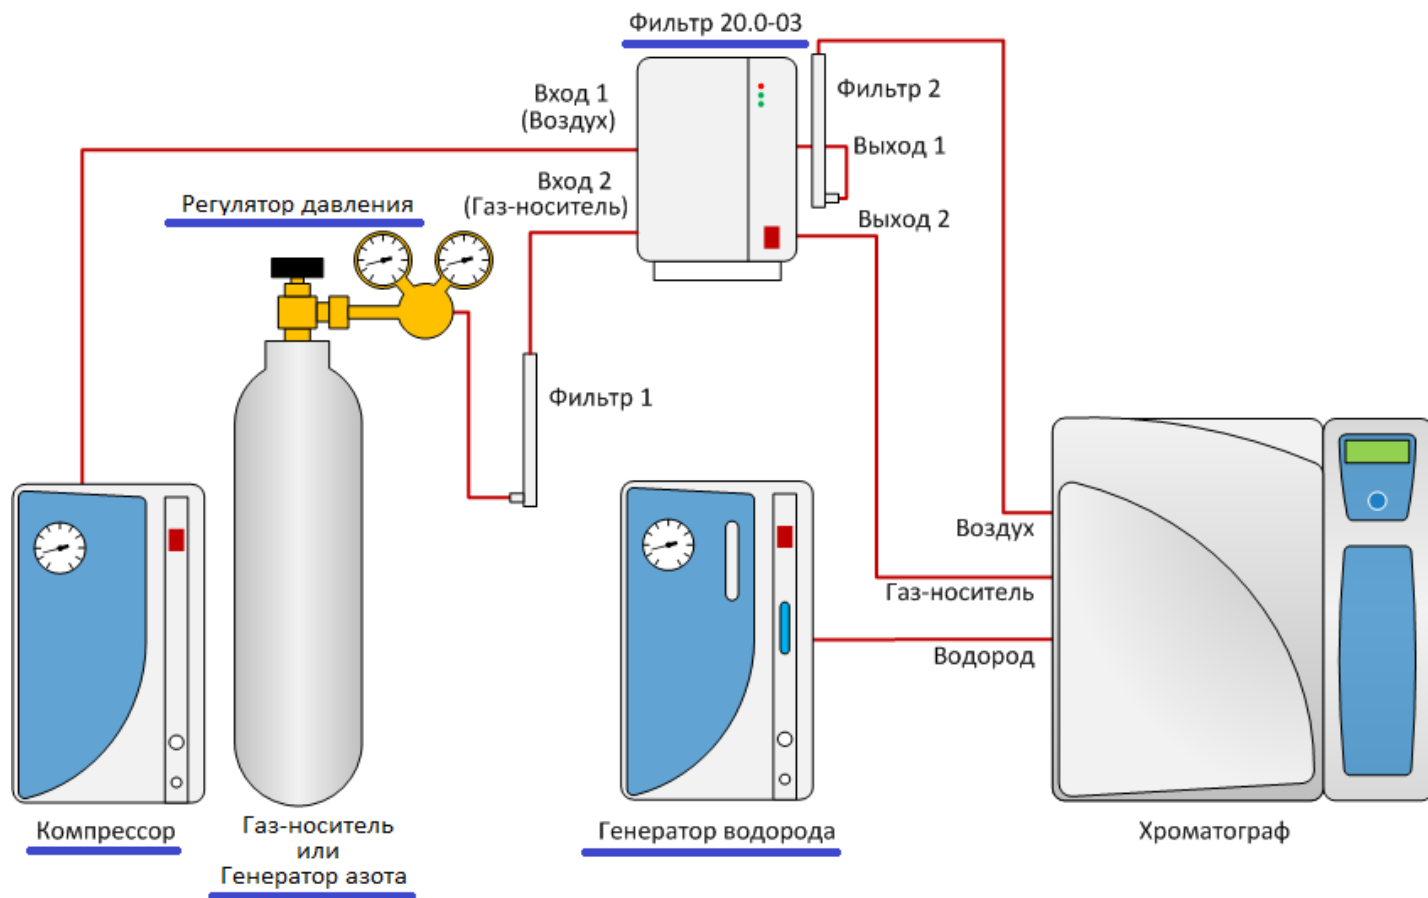 Фильтр 20.0-03
Фильтр 2
Вход 1
(Воздух)
Выход 1
Вход 2
(Газ-носитель)
Регулятор давления
Выход 2
Фильтр 1
Воздух
Газ-носитель
Водород
Компрессор
Газ-носитель
или
Генератор азота
Генератор водорода
Хроматограф